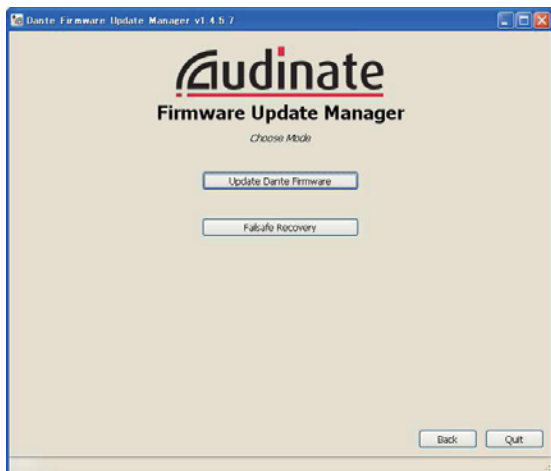 Dante Firmware Update Manager v1.4.5.7
Audinate
Firmware Update Manager
Choose Mode
Update Dante Firmware
Failsafe Recovery
Back
Quit